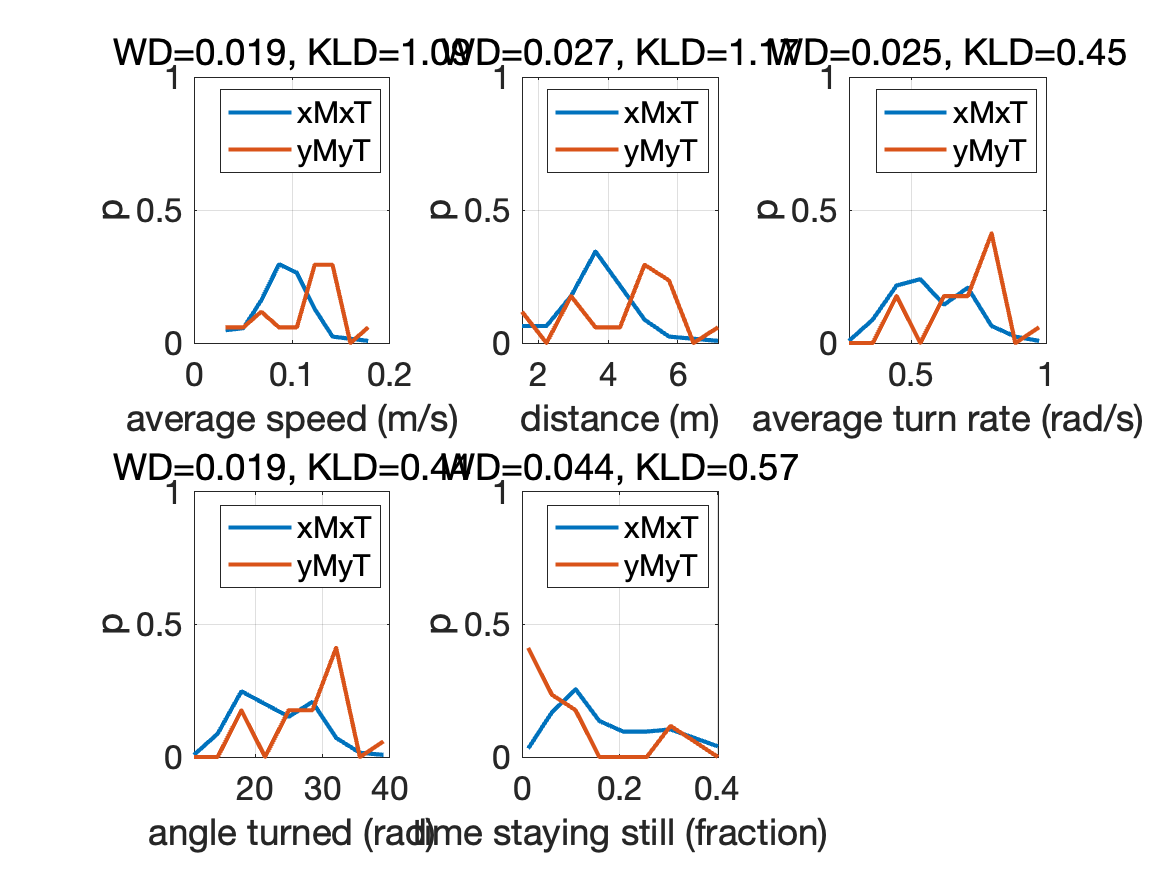 WD=0.019, KLD=1.09
WD=0.027, KLD=1.17
WD=0.025, KLD=0.45
1
0.5
0
p
xMxT
yMyT
0 0.1 0.2
average speed (m/s)
1
0.5
0
p
xMxT
yMyT
2 4 6
distance (m)
1
0.5
0
p
xMxT
yMyT
0.5 1
average turn rate (rad/s)
WD=0.019, KLD=0.44
WD=0.044, KLD=0.57
1
0.5
0
p
xMxT
yMyT
20 30 40
angle turned (rad)
1
0.5
0
p
xMxT
yMyT
0 0.2 0.4
time staying still (fraction)